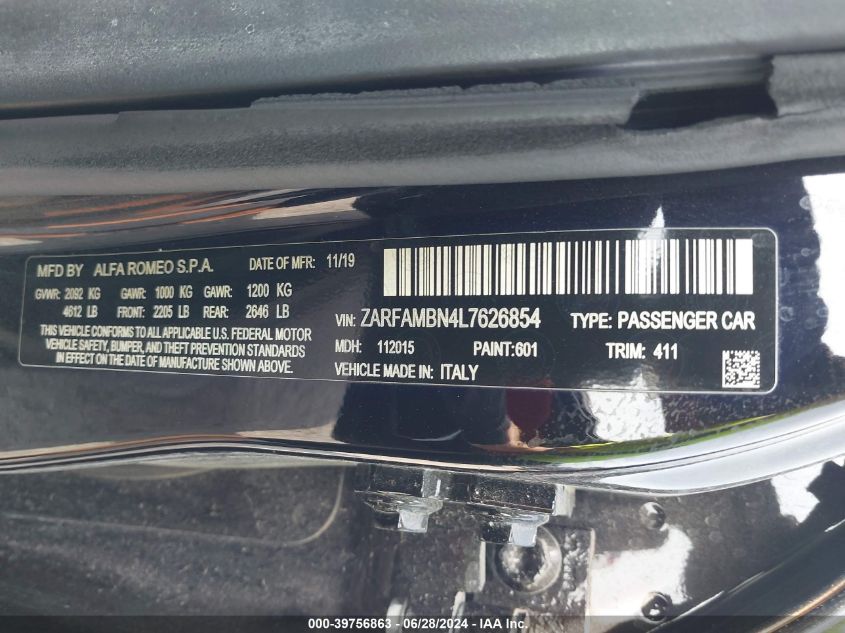 MFD BY ALFA ROMEO S.P.A. DATE OF MFR: 11/19
GVWR: 2092 KG GAWR: 1000 KG GAWR: 1200 KG
4612 LB FRONT: 2205 LB REAR: 2646 LB
THIS VEHICLE CONFORMS TO ALL APPLICABLE U.S. FEDERAL MOTOR
VEHICLE SAFETY, BUMPER, AND THEFT PREVENTION STANDARDS
IN EFFECT ON THE DATE OF MANUFACTURE SHOWN ABOVE.
VIN: ZARFAMBN4L7626854 TYPE: PASSENGER CAR
MDH: 112015 PAINT:601 TRIM: 411
VEHICLE MADE IN: ITALY
000-39756863 - 06/28/2024 - IAA Inc.